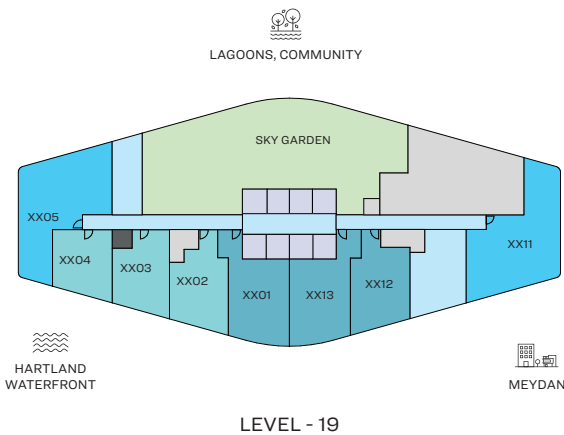 LAGOONS, COMMUNITY
SKY GARDEN
XX05
XX11
XX04
XX03
XX02
XX01
XX13
XX12
HARTLAND
WATERFRONT
MEYDAN
LEVEL - 19